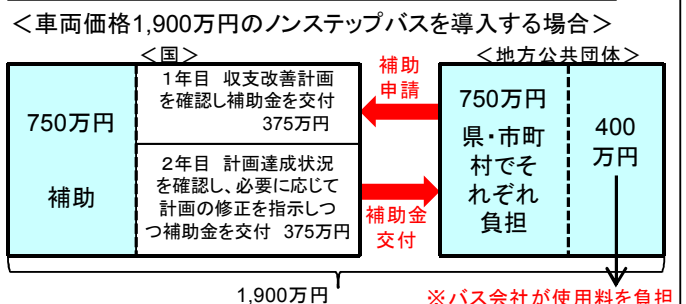 ＜車両価格1,900万円のノンステップバスを導入する場合＞
＜国＞
750万円
補助
1年目　収支改善計画
を確認し補助金を交付
375万円
2年目　計画達成状況
を確認し、必要に応じて
計画の修正を指示しつ
つ補助金を交付　375万円
補助
申請
補助金
交付
＜地方公共団体＞
750万円
県・市町
村でそ
れぞれ
負担
400
万円
1,900万円
※バス会社が使用料を負担